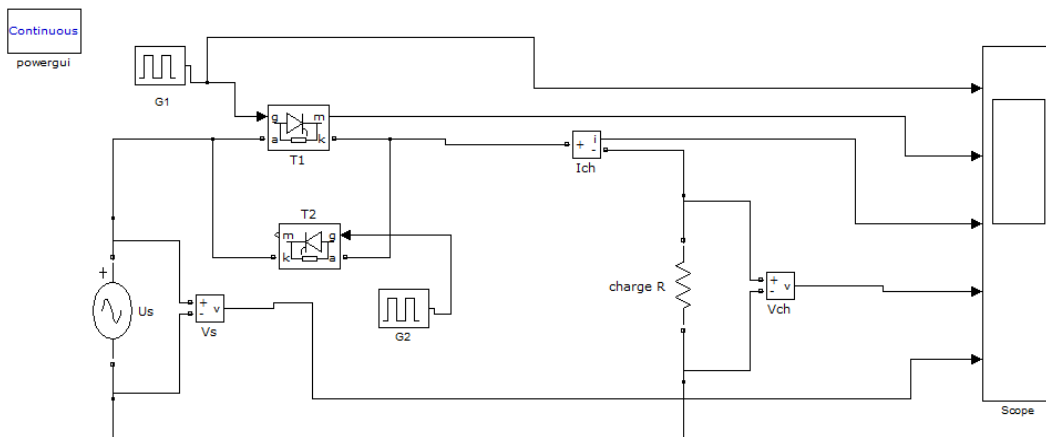 Continuous
powergui
G1
g
m
a
k
T1
+
i
-
Ich
T2
m
g
k
a
+
Us
+
-
v
Vs
G2
charge R
+
-
v
Vch
Scope